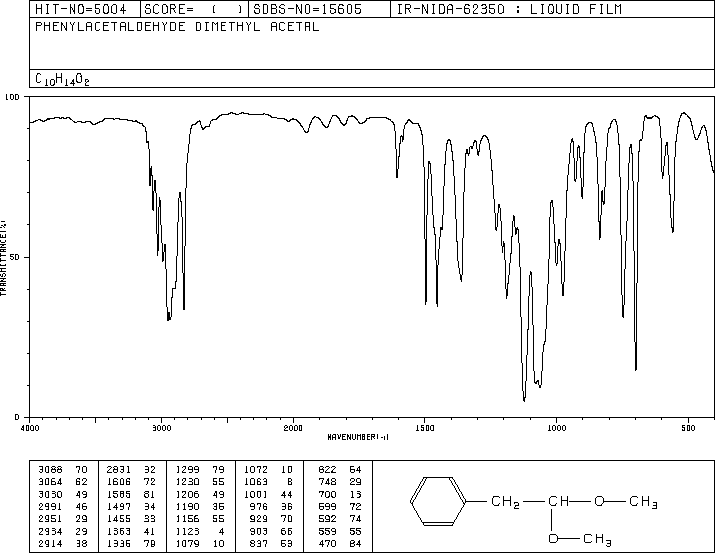 HIT-NO=5004 SCORE= ( ) SDBS-NO=15605 IR-NIDA-62350 : LIQUID FILM
PHENYLACETALDEHYDE DIMETHYL ACETAL
C10H14O2
100
50
0
TRANSMITTANCE(%)
4000 3000 2000 1500 1000 500
WAVENUMBER(-1)
3088 70 2831 32 1299 79 1072 10 822 64
3064 62 1606 72 1230 55 1063 8 748 29
3030 49 1585 81 1206 49 1001 44 700 13
2991 46 1497 34 1190 36 976 36 699 72
2951 29 1455 33 1156 55 929 70 592 74
2934 29 1363 41 1123 4 903 66 559 55
2914 38 1336 79 1079 10 837 53 470 84
CH2 CH O CH3
O CH3